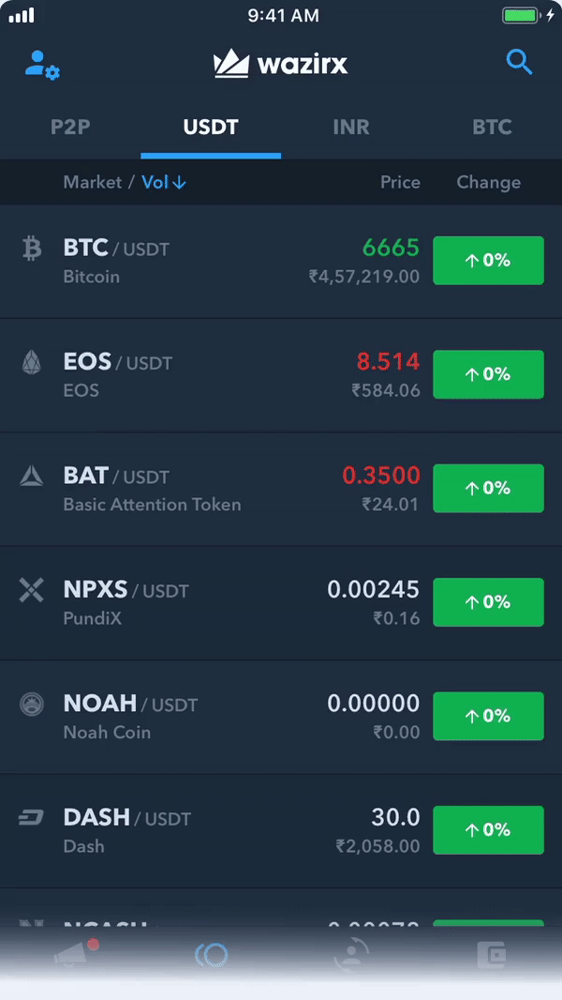 9:41 AM
wazirx
P2P USDT INR BTC
Market / Vol↓ Price Change
BTC / USDT 6665 ↑0%
Bitcoin ₹4,57,219.00
EOS / USDT 8.514 ↑0%
EOS ₹584.06
BAT / USDT 0.3500 ↑0%
Basic Attention Token ₹24.01
NPXS / USDT 0.00245 ↑0%
PundiX ₹0.16
NOAH / USDT 0.00000 ↑0%
Noah Coin ₹0.00
DASH / USDT 30.0 ↑0%
Dash ₹2,058.00